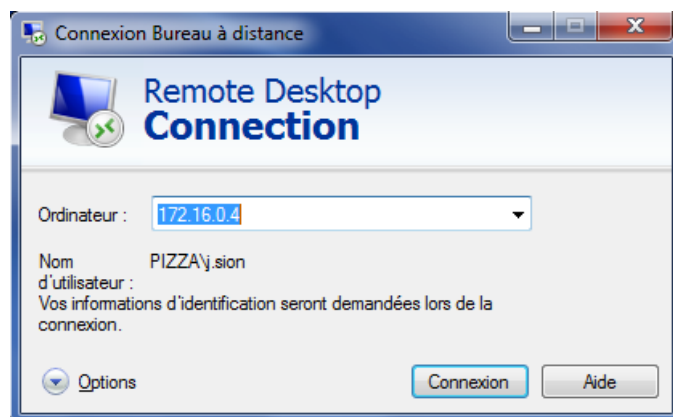 Connexion Bureau à distance
Remote Desktop
Connection
Ordinateur :
172.16.0.4
Nom
d'utilisateur :
PIZZA\j.sion
Vos informations d'identification seront demandées lors de la
connexion.
Options
Connexion
Aide